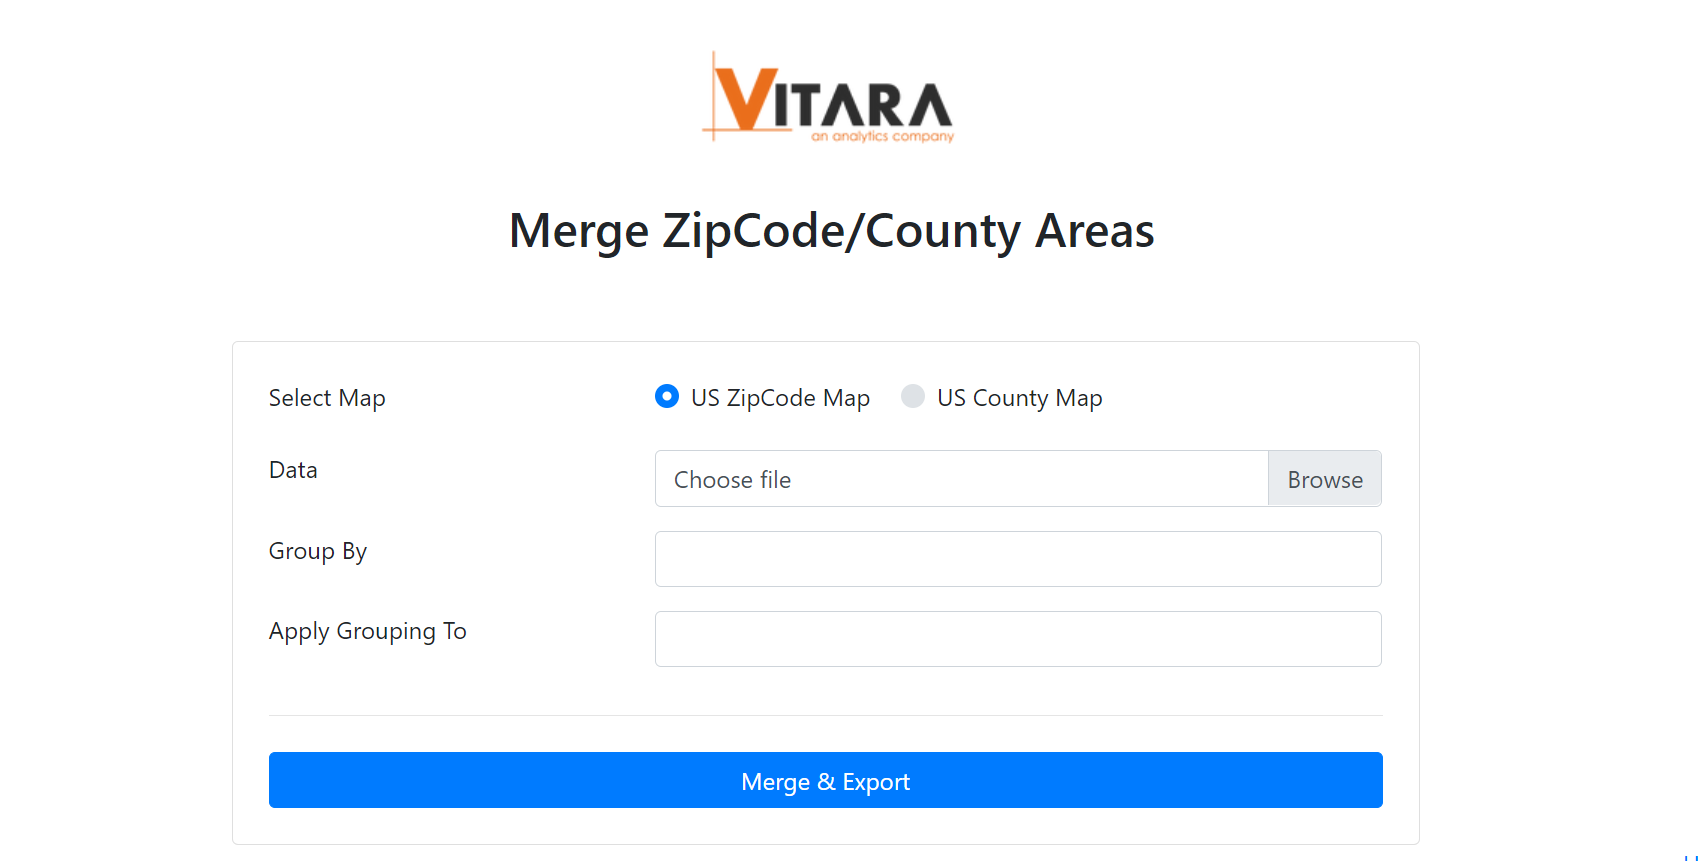 VITARA
an analytics company
Merge ZipCode/County Areas
Select Map
US ZipCode Map
US County Map
Data
Choose file
Browse
Group By
Apply Grouping To
Merge & Export